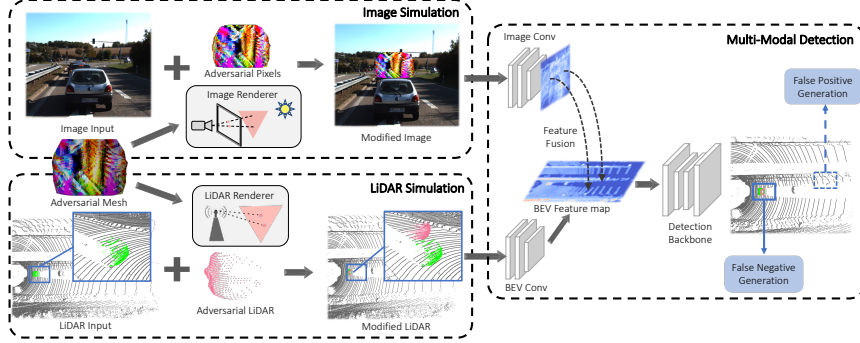 Image Simulation
Image Input
Adversarial Pixels
Image Renderer
Modified Image
Adversarial Mesh
LiDAR Simulation
LiDAR Renderer
LiDAR Input
Adversarial LiDAR
Modified LiDAR
Multi-Modal Detection
Image Conv
Feature
Fusion
BEV Feature map
BEV Conv
Detection
Backbone
False Positive
Generation
False Negative
Generation